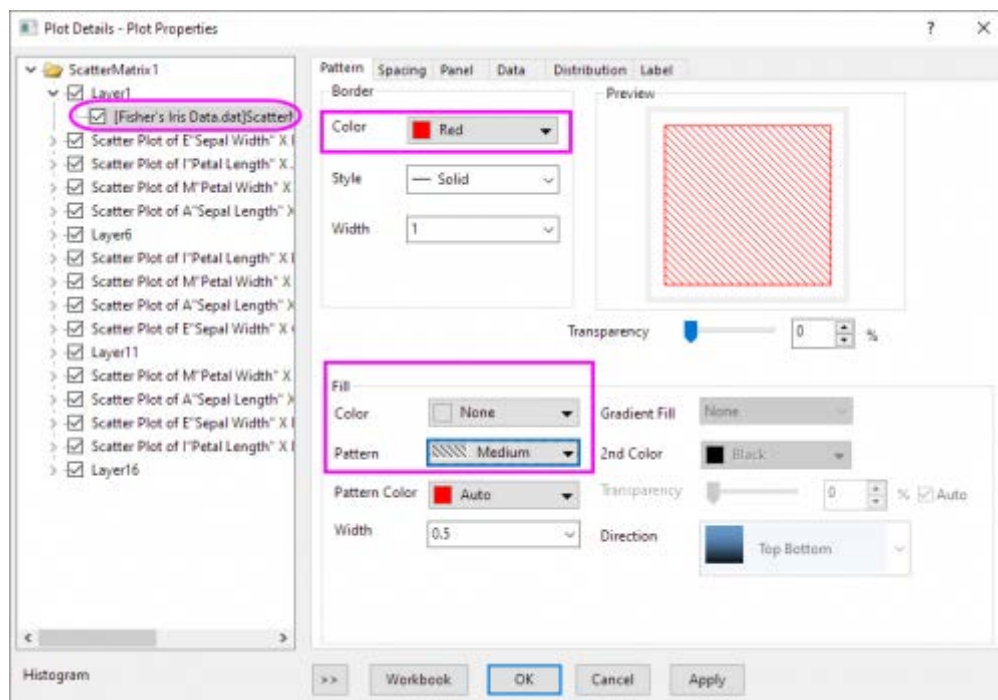 Plot Details - Plot Properties
?
ScatterMatrix1
Layer1
[Fisher's Iris Data.dat]Scatter
Scatter Plot of E"Sepal Width" X
Scatter Plot of I"Petal Length" X
Scatter Plot of M"Petal Width" X
Scatter Plot of A"Sepal Length" X
Layer6
Scatter Plot of I"Petal Length" X
Scatter Plot of M"Petal Width" X
Scatter Plot of A"Sepal Length" X
Scatter Plot of E"Sepal Width" X
Layer11
Scatter Plot of M"Petal Width" X
Scatter Plot of A"Sepal Length" X
Scatter Plot of E"Sepal Width" X
Scatter Plot of I"Petal Length" X
Layer16
Histogram
Pattern Spacing Panel Data Distribution Label
Border
Color Red
Style Solid
Width 1
Preview
Transparency 0 %
Fill
Color None
Pattern Medium
Pattern Color Auto
Width 0.5
Gradient Fill None
2nd Color Black
Transparency 0 % Auto
Direction Top Bottom
>> Workbook OK Cancel Apply